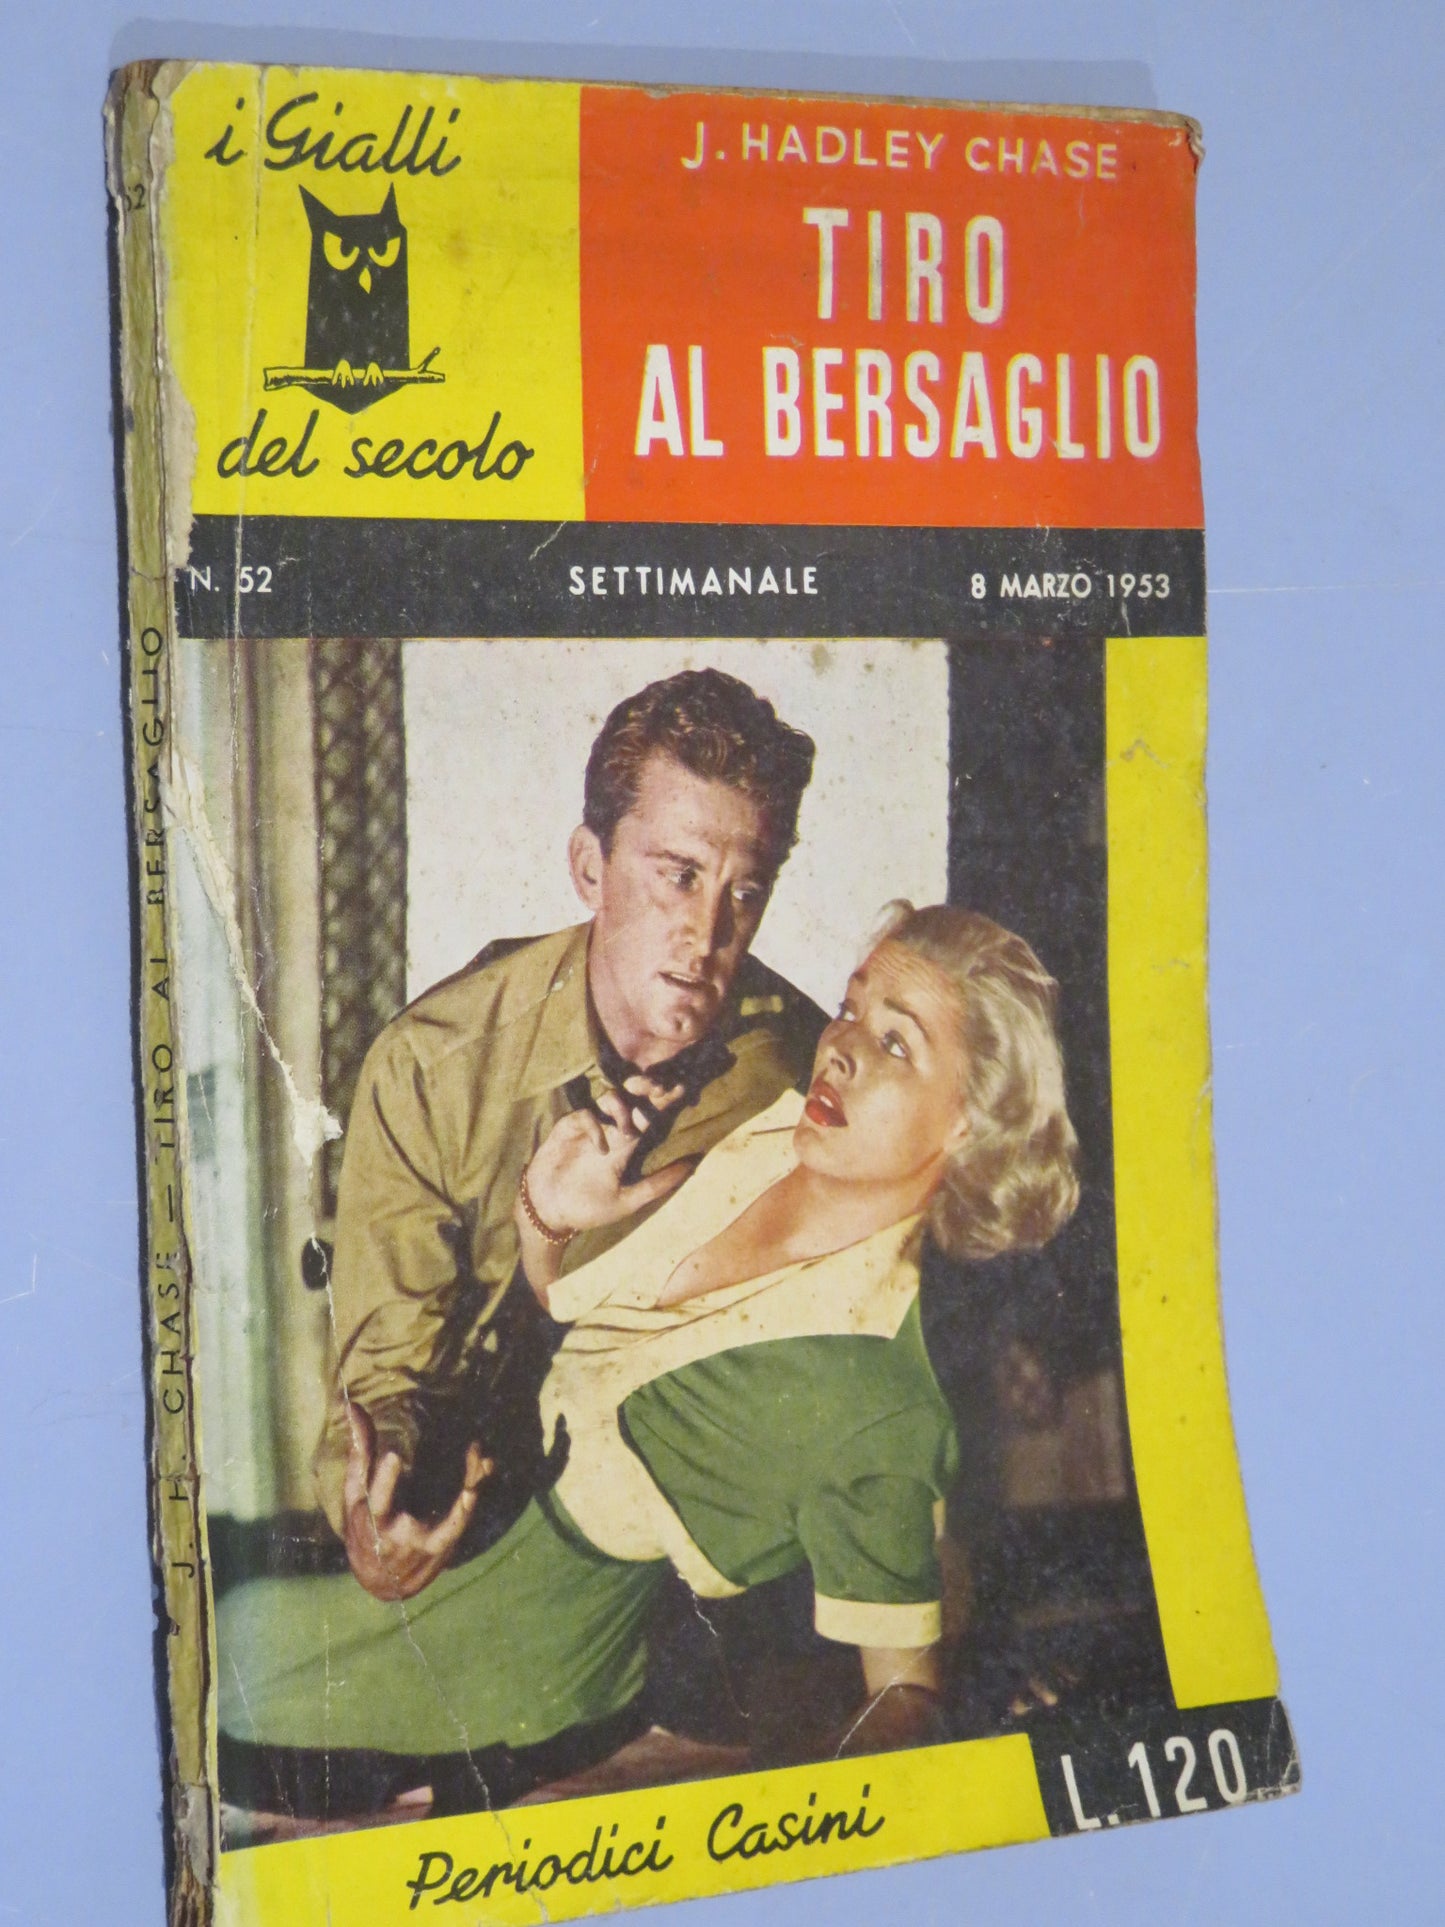 i Gialli
del secolo
J. HADLEY CHASE
TIRO
AL BERSAGLIO
N. 52
SETTIMANALE
8 MARZO 1953
Periodici Casini
L. 120
52
J. H. CHASE — TIRO AL BERSAGLIO